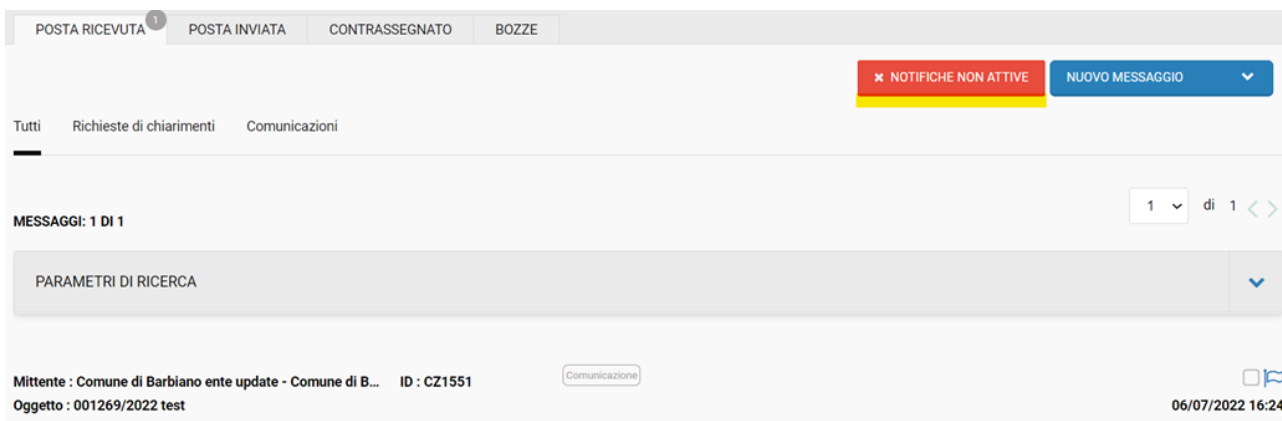 POSTA RICEVUTA 1 POSTA INVIATA CONTRASSEGNATO BOZZE
✖ NOTIFICHE NON ATTIVE NUOVO MESSAGGIO
Tutti Richieste di chiarimenti Comunicazioni
1 di 1 < >
MESSAGGI: 1 DI 1
PARAMETRI DI RICERCA
Mittente : Comune di Barbiano ente update - Comune di B... ID : CZ1551 Comunicazione
Oggetto : 001269/2022 test 06/07/2022 16:24